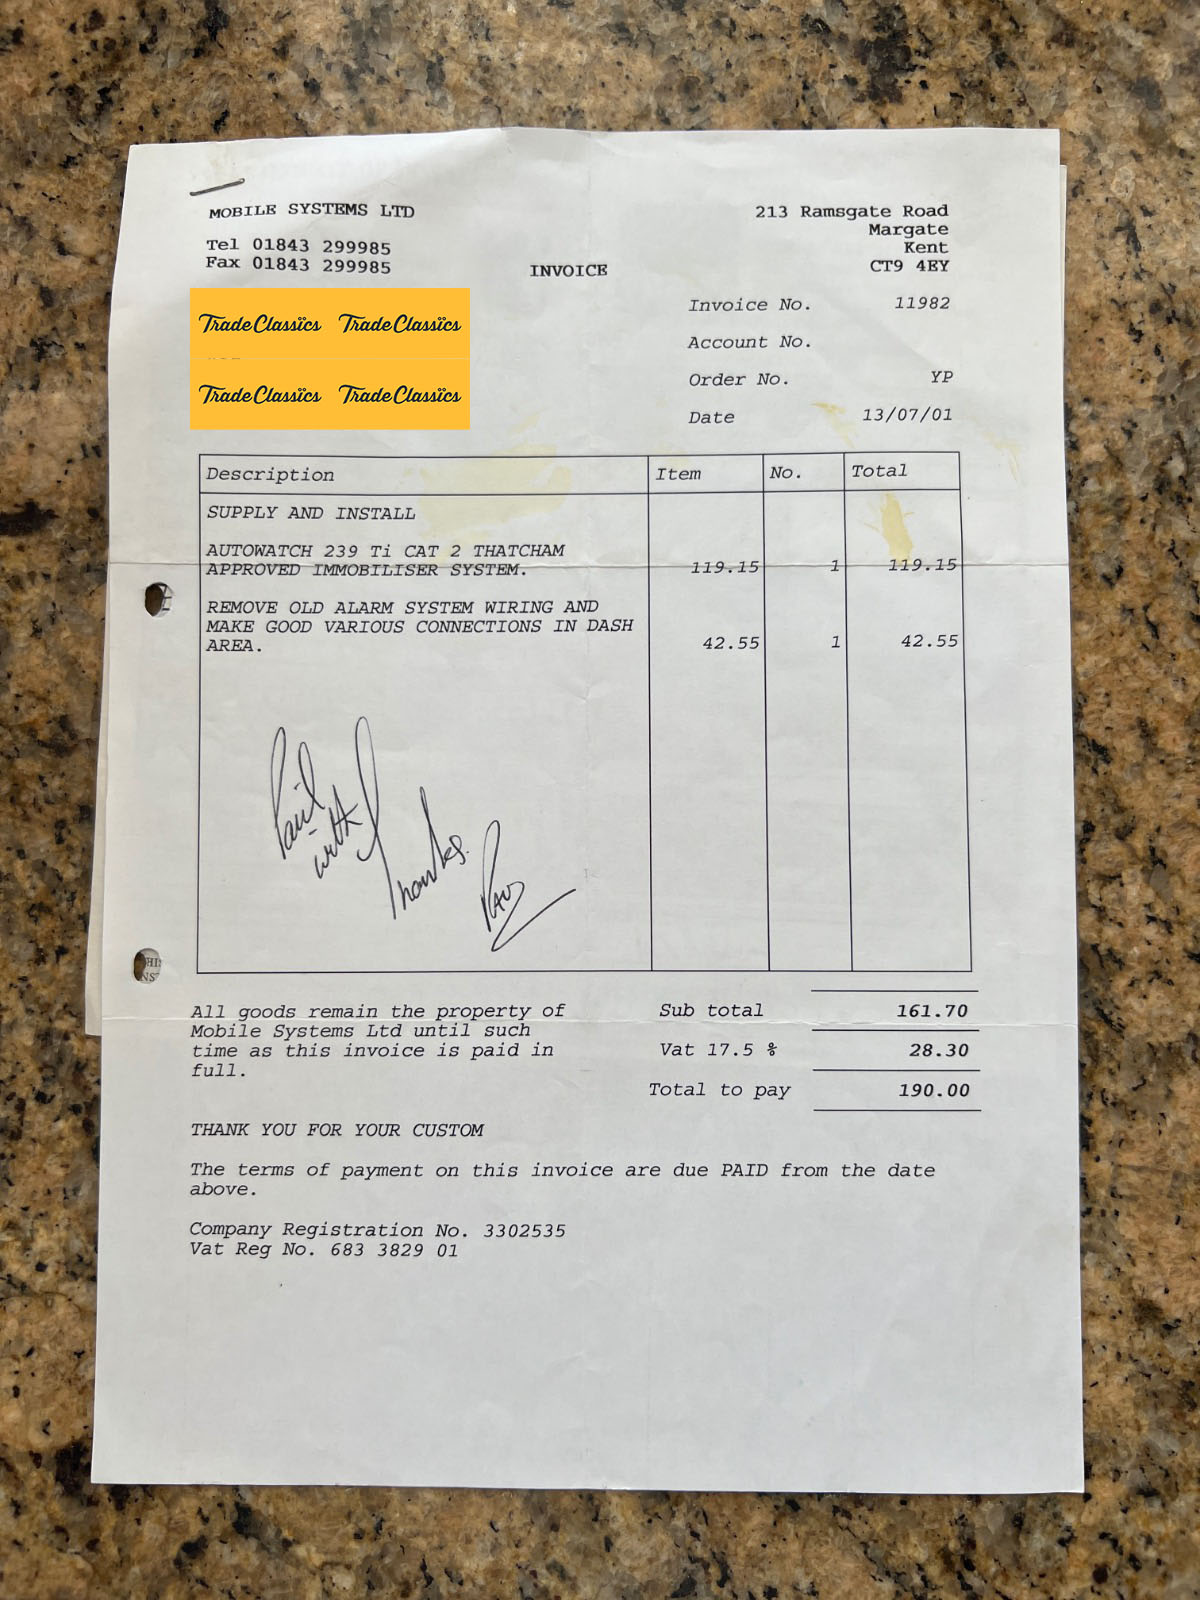 MOBILE SYSTEMS LTD
Tel 01843 299985
Fax 01843 299985
213 Ramsgate Road
Margate
Kent
CT9 4EY
INVOICE
TradeClassics TradeClassics
TradeClassics TradeClassics
Invoice No. 11982
Account No.
Order No. YP
Date 13/07/01
Description Item No. Total
SUPPLY AND INSTALL
AUTOWATCH 239 Ti CAT 2 THATCHAM
APPROVED IMMOBILISER SYSTEM. 119.15 1 119.15
REMOVE OLD ALARM SYSTEM WIRING AND
MAKE GOOD VARIOUS CONNECTIONS IN DASH
AREA. 42.55 1 42.55
Paid
with
Thanks.
All goods remain the property of
Mobile Systems Ltd until such
time as this invoice is paid in
full.
Sub total 161.70
Vat 17.5 % 28.30
Total to pay 190.00
THANK YOU FOR YOUR CUSTOM
The terms of payment on this invoice are due PAID from the date
above.
Company Registration No. 3302535
Vat Reg No. 683 3829 01